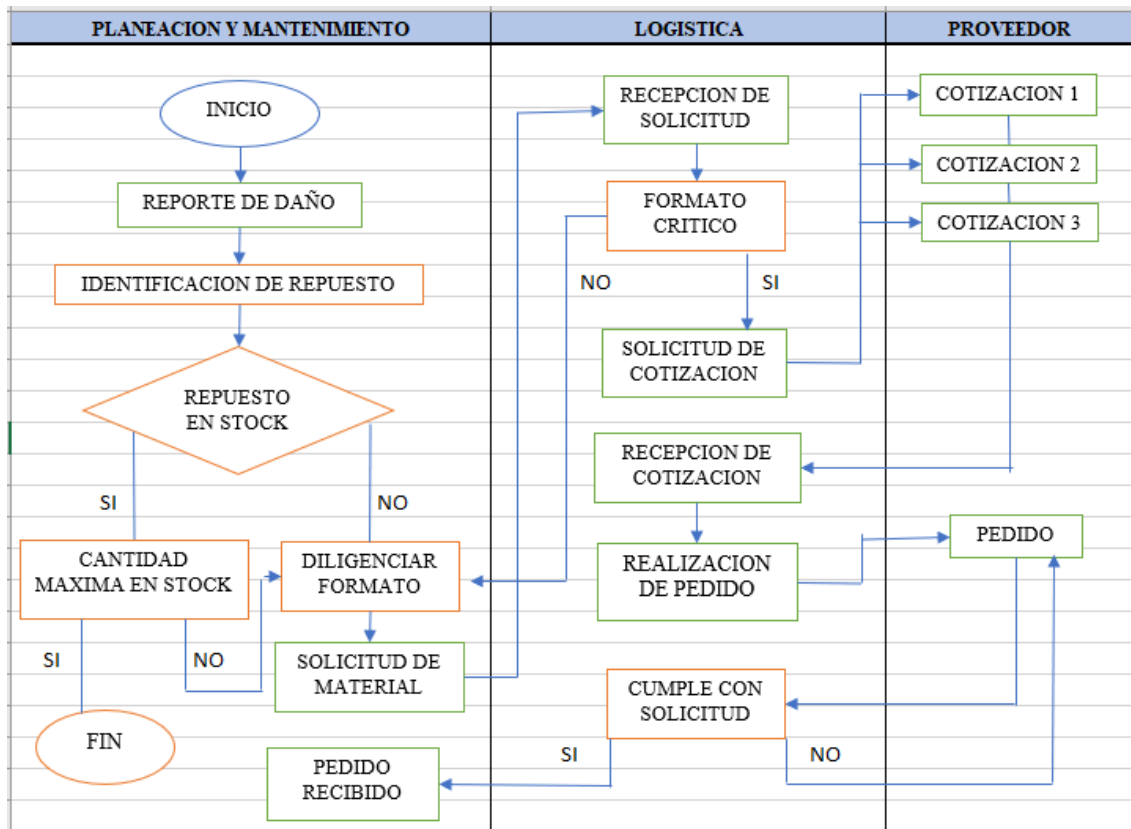 PLANEACION Y MANTENIMIENTO
LOGISTICA
PROVEEDOR
INICIO
REPORTE DE DAÑO
IDENTIFICACION DE REPUESTO
REPUESTO
EN STOCK
SI
NO
CANTIDAD
MAXIMA EN STOCK
DILIGENCIAR
FORMATO
SI
NO
SOLICITUD DE
MATERIAL
FIN
PEDIDO
RECIBIDO
RECEPCION DE
SOLICITUD
FORMATO
CRITICO
NO
SI
SOLICITUD DE
COTIZACION
RECEPCION DE
COTIZACION
REALIZACION
DE PEDIDO
CUMPLE CON
SOLICITUD
SI
NO
COTIZACION 1
COTIZACION 2
COTIZACION 3
PEDIDO